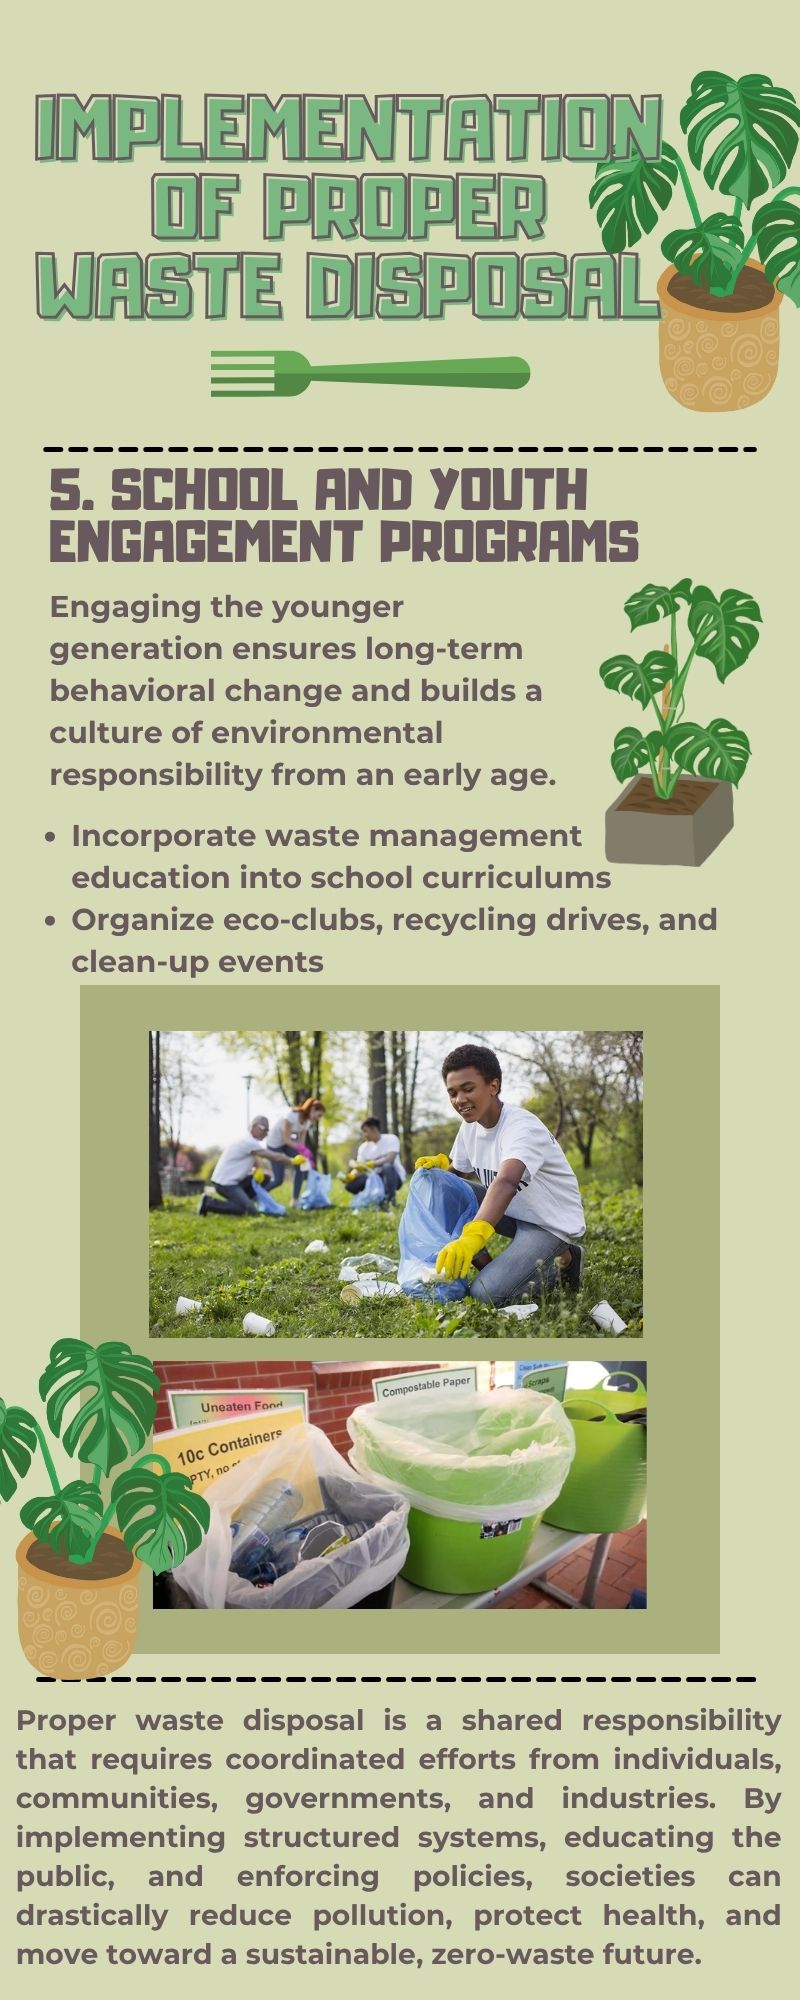 IMPLEMENTATION
OF PROPER
WASTE DISPOSAL
5. SCHOOL AND YOUTH
ENGAGEMENT PROGRAMS
Engaging the younger
generation ensures long-term
behavioral change and builds a
culture of environmental
responsibility from an early age.
• Incorporate waste management
education into school curriculums
• Organize eco-clubs, recycling drives, and
clean-up events
Uneaten Food
10c Containers
PTY, no
Compostable Paper
Scraps
Proper waste disposal is a shared responsibility
that requires coordinated efforts from individuals,
communities, governments, and industries. By
implementing structured systems, educating the
public, and enforcing policies, societies can
drastically reduce pollution, protect health, and
move toward a sustainable, zero-waste future.